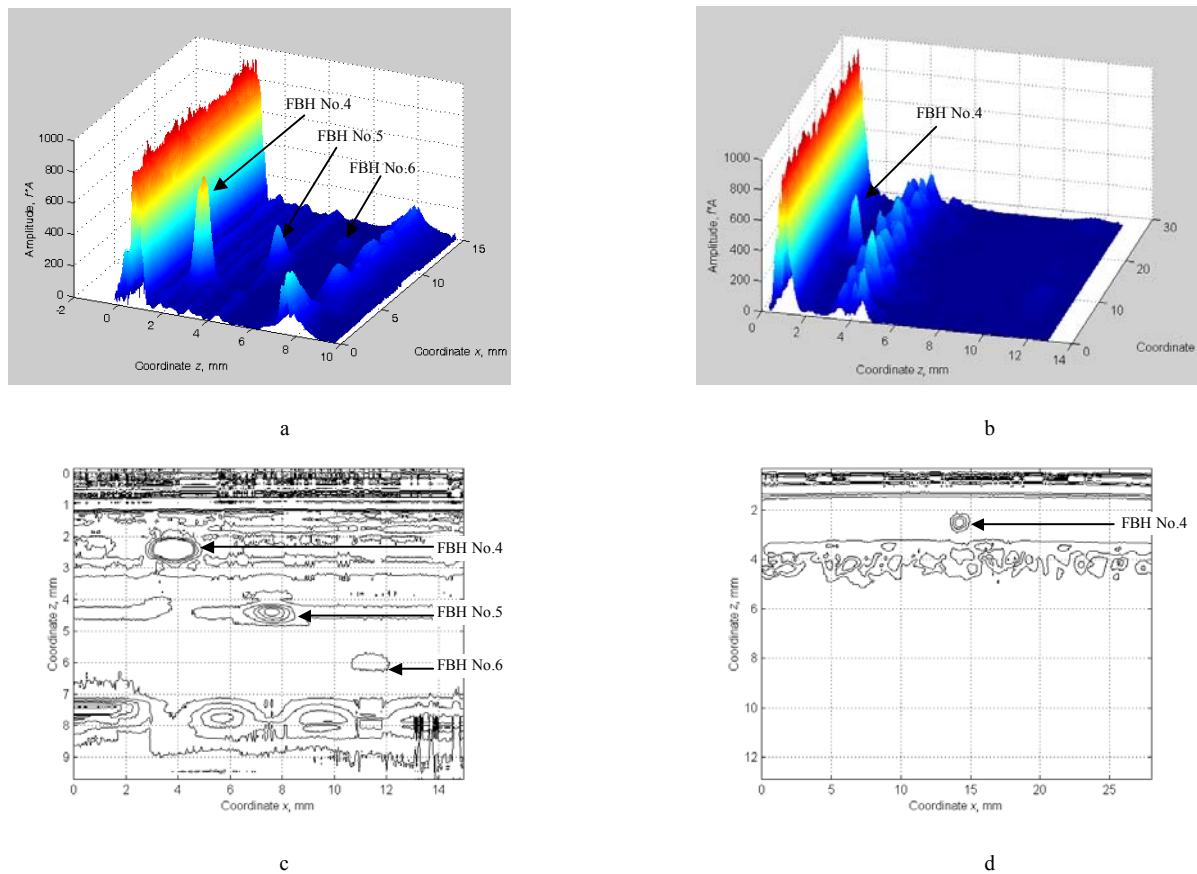 FBH No.4
FBH No.5
FBH No.6
Amplitude, f*A
1000
800
600
400
200
0
-2
0
2
4
6
8
10
Coordinate z, mm
0
5
10
15
Coordinate x, mm
a
FBH No.4
Amplitude, f*A
1000
800
600
400
200
0
0
2
4
6
8
10
12
14
Coordinate z, mm
0
10
20
30
Coordinate
b
Coordinate z, mm
0
1
2
3
4
5
6
7
8
9
FBH No.4
FBH No.5
FBH No.6
0
2
4
6
8
10
12
14
Coordinate x, mm
c
Coordinate z, mm
2
4
6
8
10
12
FBH No.4
0
5
10
15
20
25
Coordinate x, mm
d